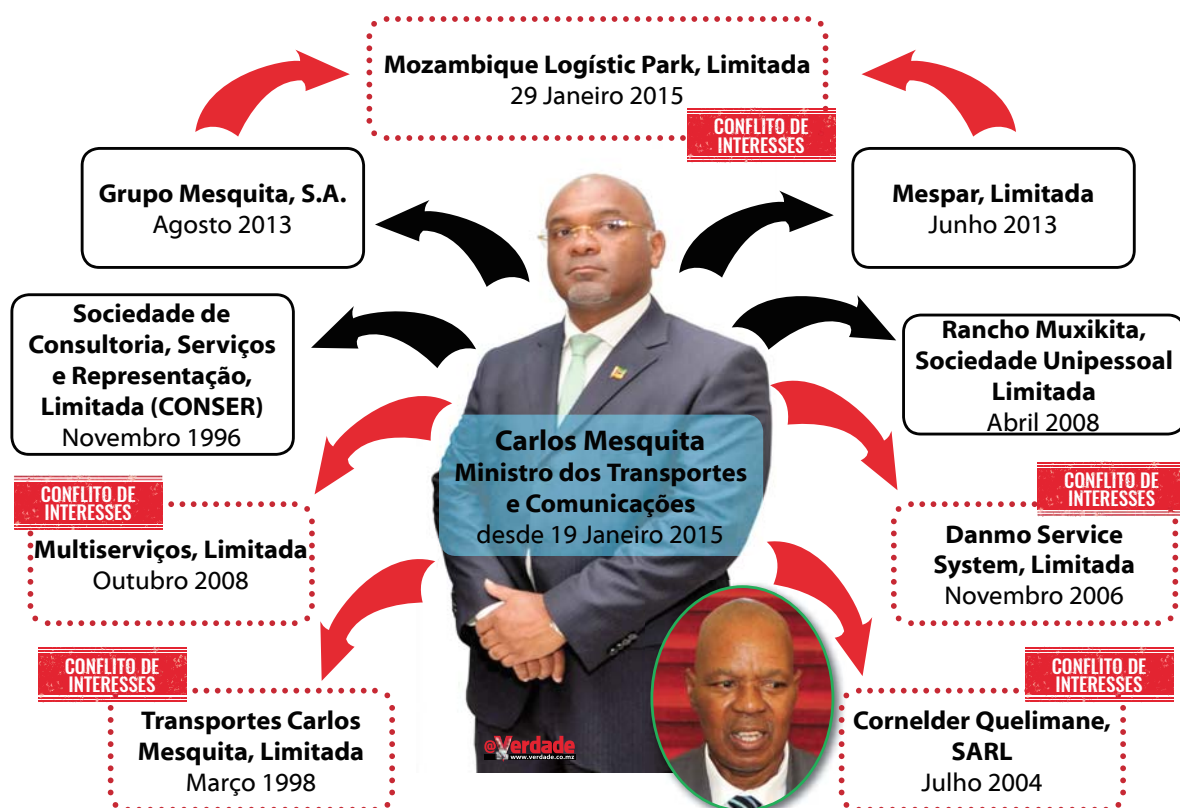 Mozambique Logístic Park, Limitada
29 Janeiro 2015
CONFLITO DE
INTERESSES
Grupo Mesquita, S.A.
Agosto 2013
Mespar, Limitada
Junho 2013
Sociedade de
Consultoria, Serviços
e Representação,
Limitada (CONSER)
Novembro 1996
Rancho Muxikita,
Sociedade Unipessoal
Limitada
Abril 2008
Carlos Mesquita
Ministro dos Transportes
e Comunicações
desde 19 Janeiro 2015
CONFLITO DE
INTERESSES
Multiserviços, Limitada
Outubro 2008
CONFLITO DE
INTERESSES
Danmo Service
System, Limitada
Novembro 2006
CONFLITO DE
INTERESSES
Transportes Carlos
Mesquita, Limitada
Março 1998
CONFLITO DE
INTERESSES
Cornelder Quelimane,
SARL
Julho 2004
@Verdade
www.verdade.co.mz